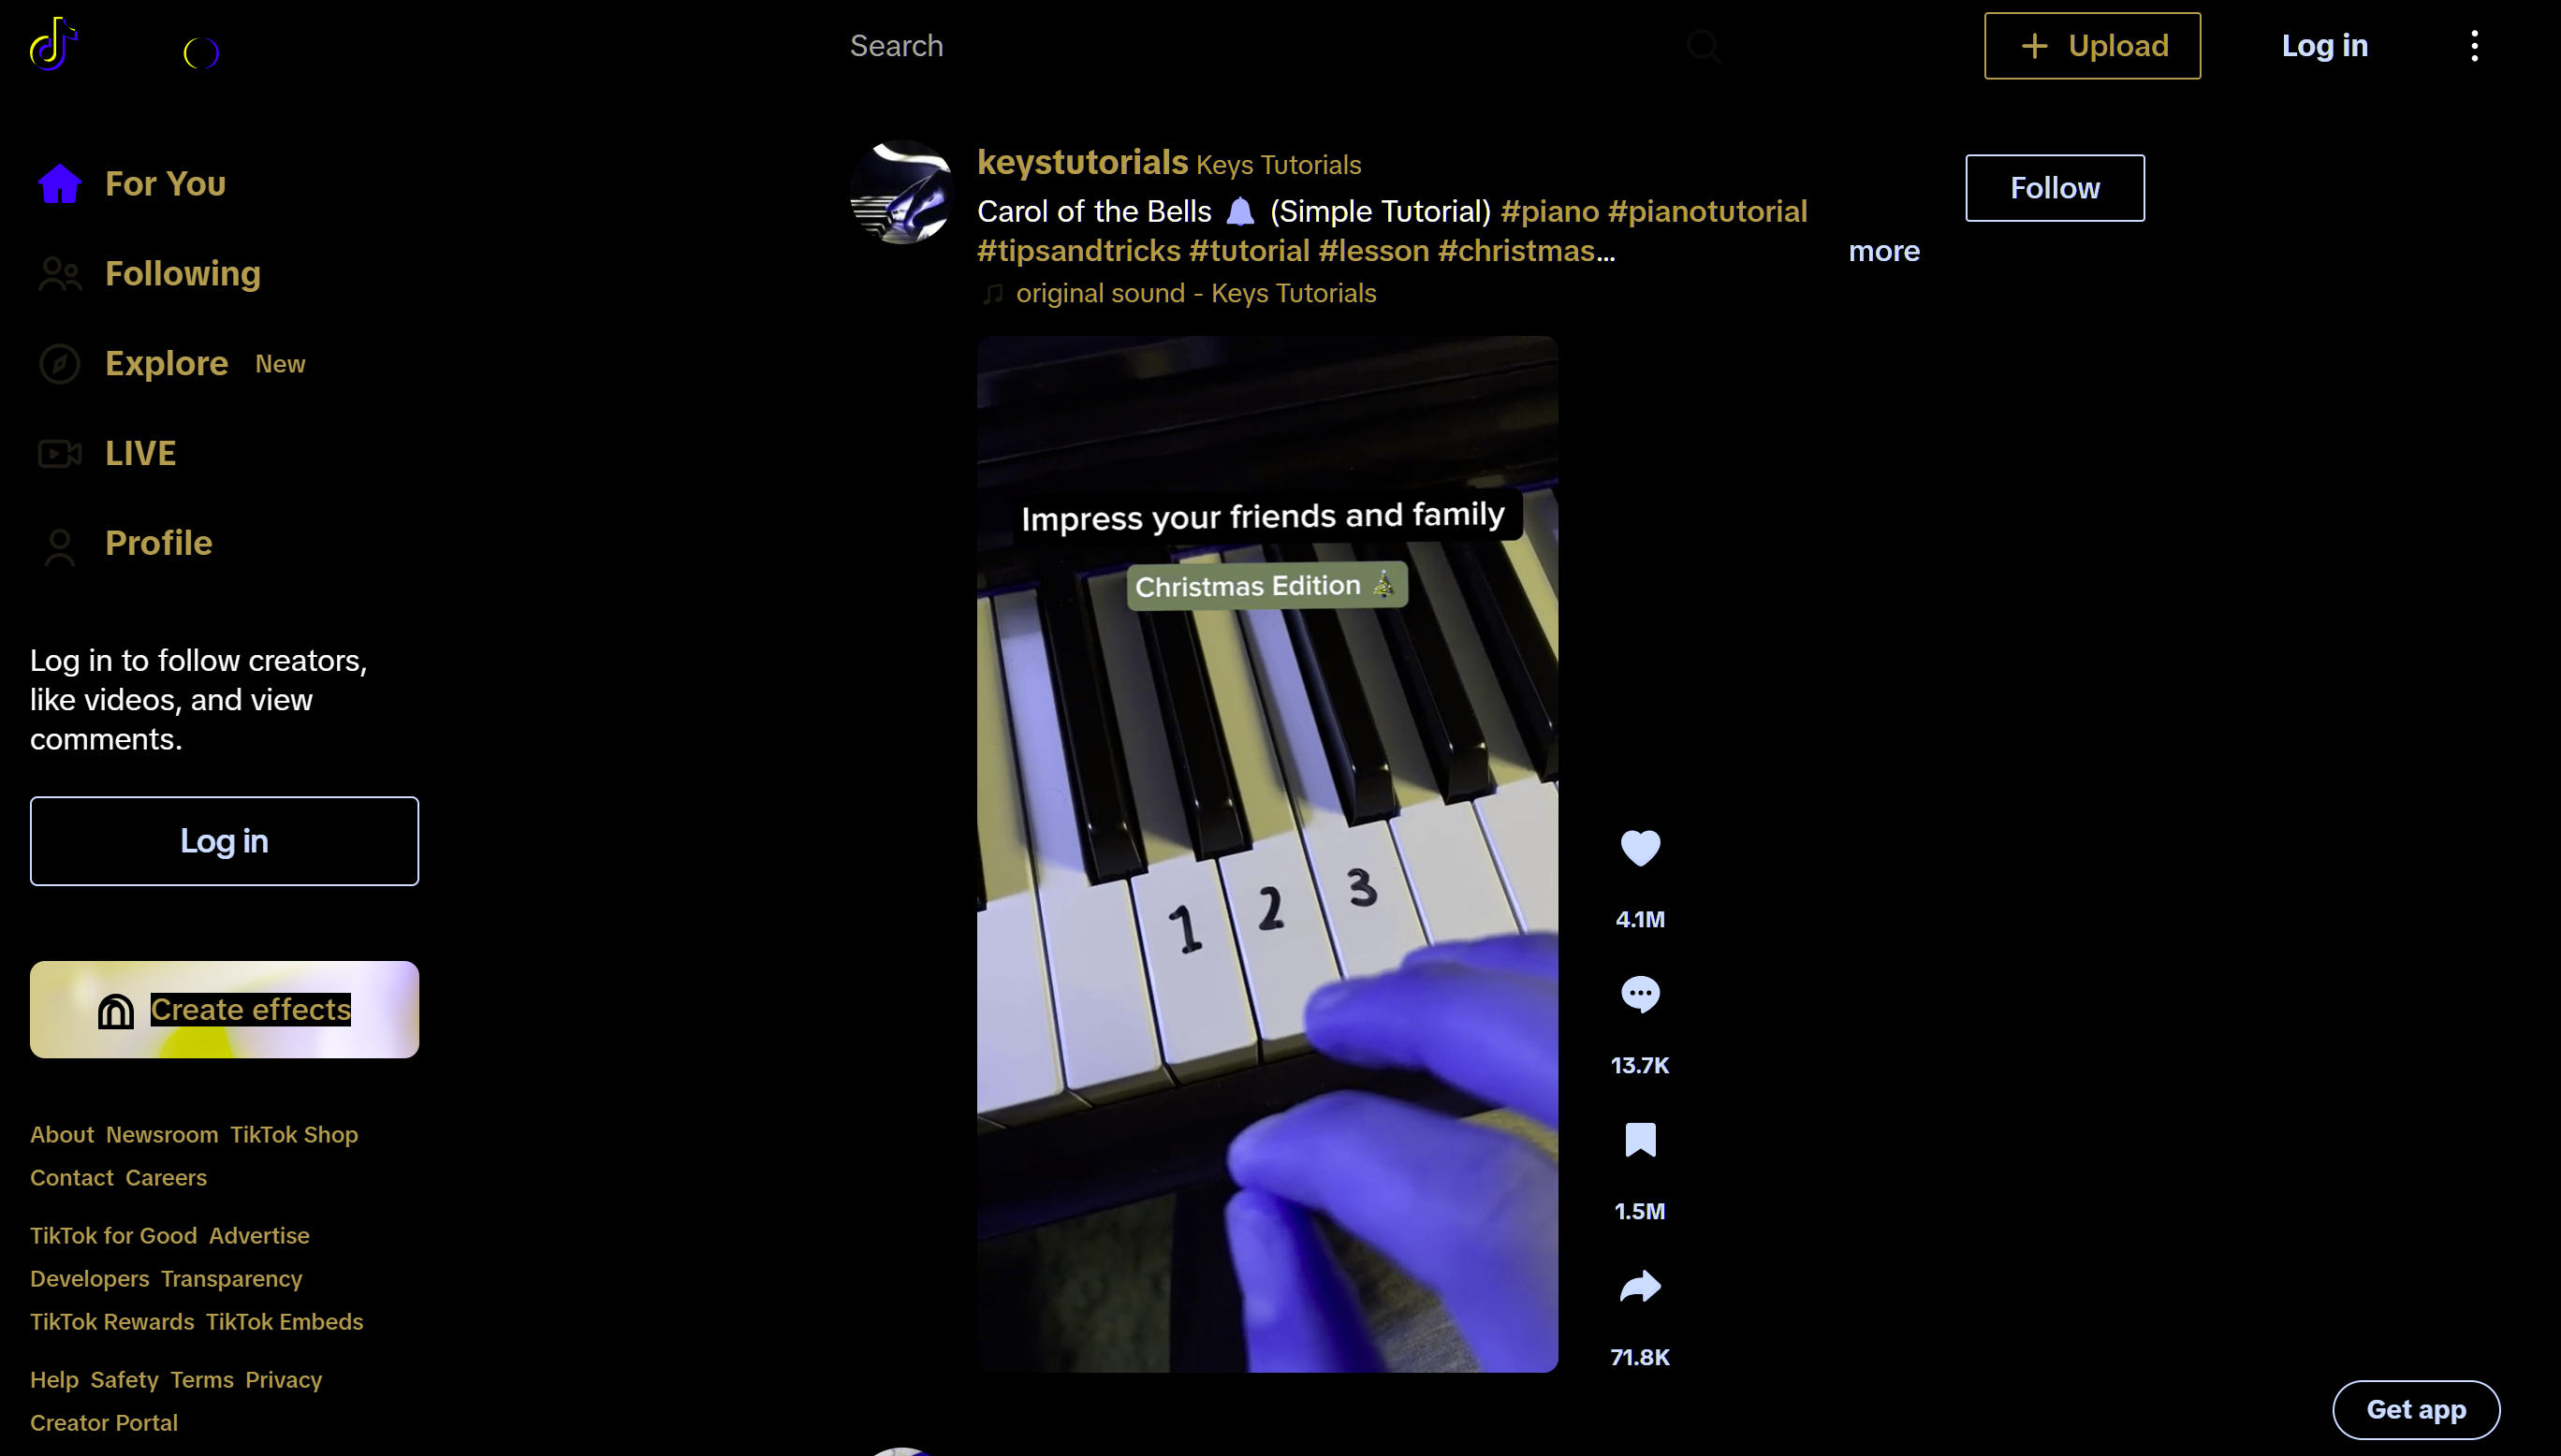 Search
+ Upload
Log in
For You
Following
Explore New
LIVE
Profile
Log in to follow creators,
like videos, and view
comments.
Log in
Create effects
About Newsroom TikTok Shop
Contact Careers
TikTok for Good Advertise
Developers Transparency
TikTok Rewards TikTok Embeds
Help Safety Terms Privacy
Creator Portal
keystutorials Keys Tutorials
Follow
Carol of the Bells 🔔 (Simple Tutorial) #piano #pianotutorial
#tipsandtricks #tutorial #lesson #christmas... more
original sound - Keys Tutorials
Impress your friends and family
Christmas Edition 🎄
1 2 3
4.1M
13.7K
1.5M
71.8K
Get app